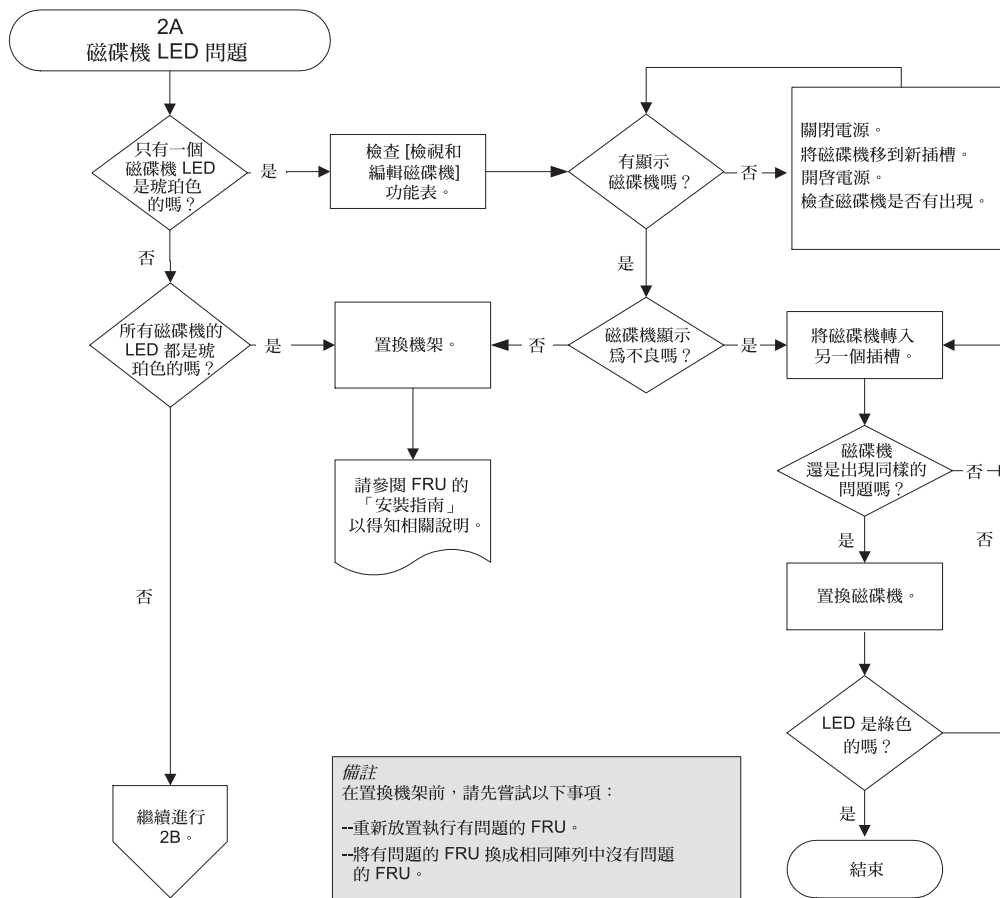 2A
磁碟機 LED 問題
只有一個
磁碟機 LED
是琥珀色
的嗎？
是
檢查 [檢視和
編輯磁碟機]
功能表。
有顯示
磁碟機嗎？
否
關閉電源。
將磁碟機移到新插槽。
開啓電源。
檢查磁碟機是否有出現。
否
是
所有磁碟機的
LED 都是琥
珀色的嗎？
是
置換機架。
否
磁碟機顯示
爲不良嗎？
是
將磁碟機轉入
另一個插槽。
請參閱 FRU 的
「安裝指南」
以得知相關說明。
磁碟機
還是出現同樣的
問題嗎？
否
是
否
否
置換磁碟機。
LED 是綠色
的嗎？
是
結束
繼續進行
2B。
備註
在置換機架前，請先嘗試以下事項：
--重新放置執行有問題的 FRU。
--將有問題的 FRU 換成相同陣列中沒有問題
的 FRU。